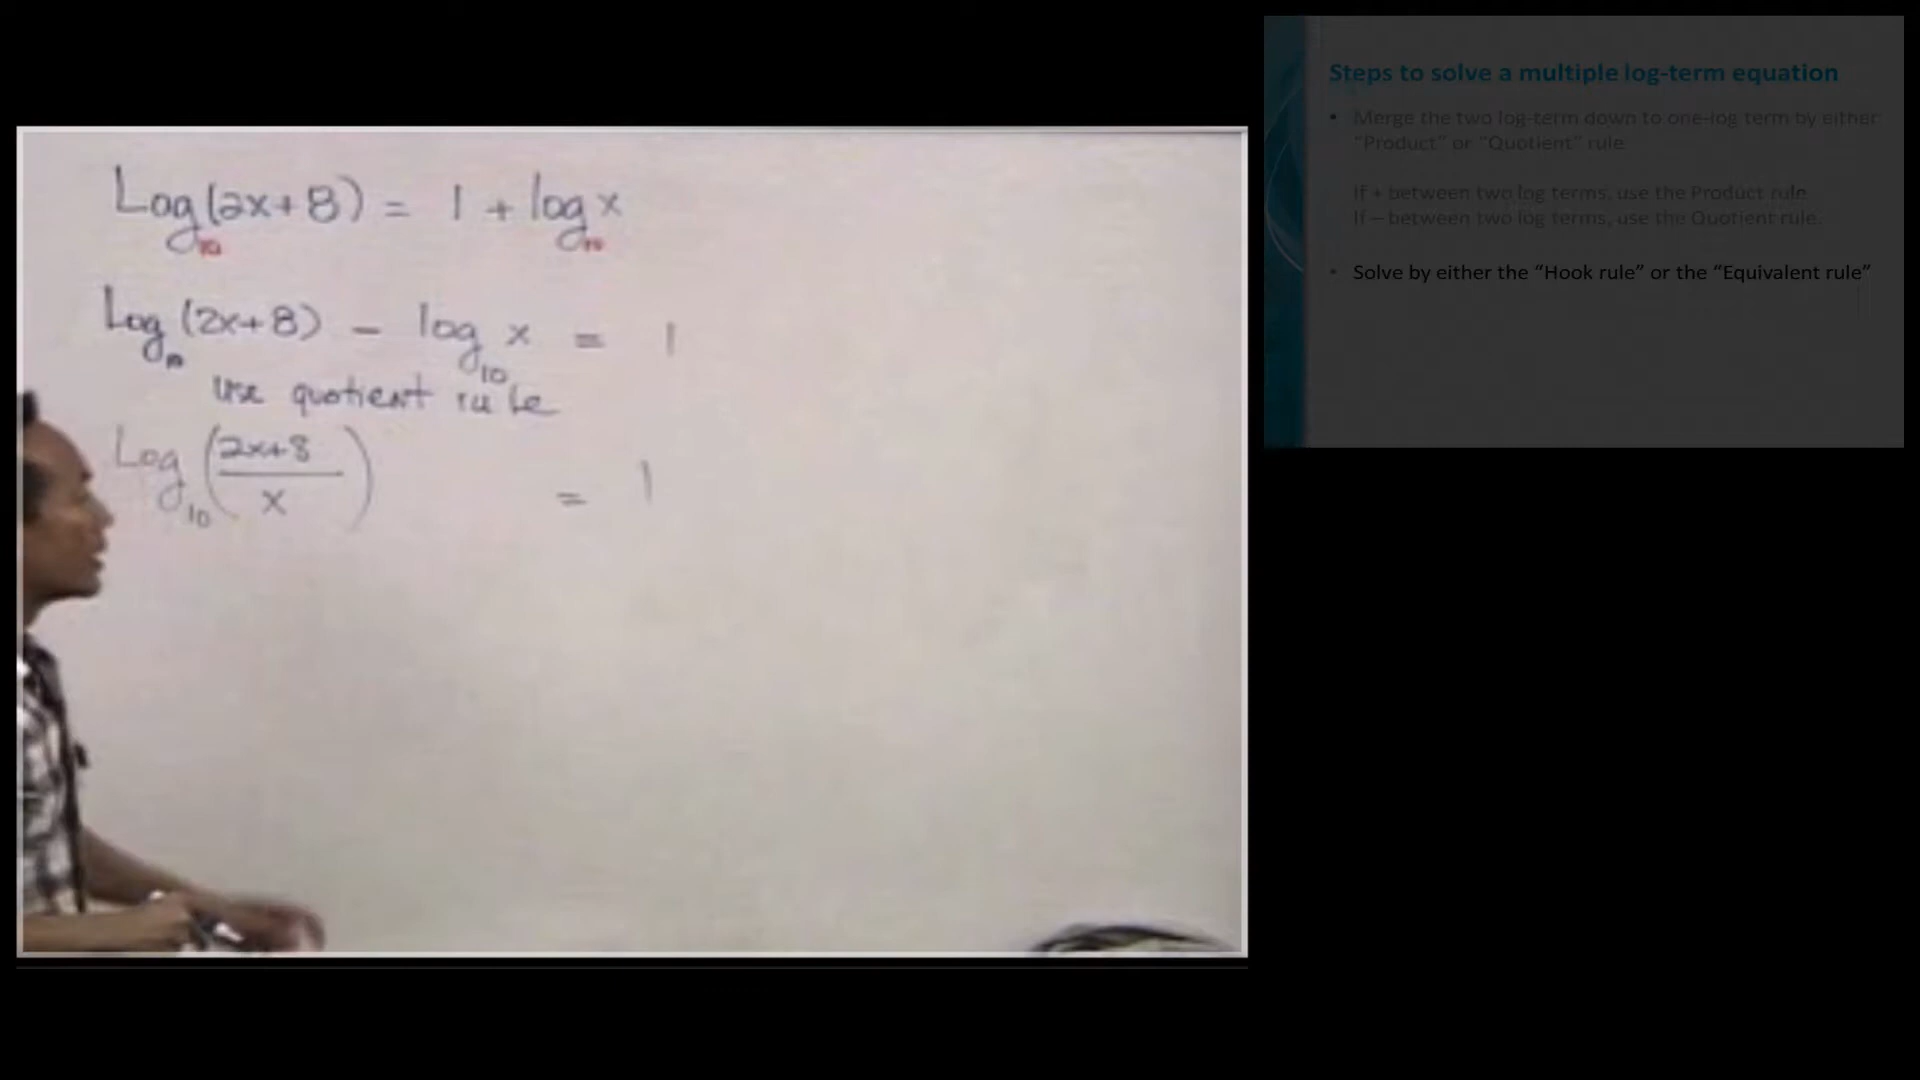 Log₁₀(2x+8) = 1 + log₁₀ x
Log₁₀(2x+8) - log₁₀ x = 1
use quotient rule
Log₁₀((2x+8)/x) = 1
Steps to solve a multiple log-term equation
• Merge the two log-term down to one-log term by either
“Product” or “Quotient” rule
If + between two log terms, use the Product rule
If – between two log terms, use the Quotient rule.
• Solve by either the “Hook rule” or the “Equivalent rule”